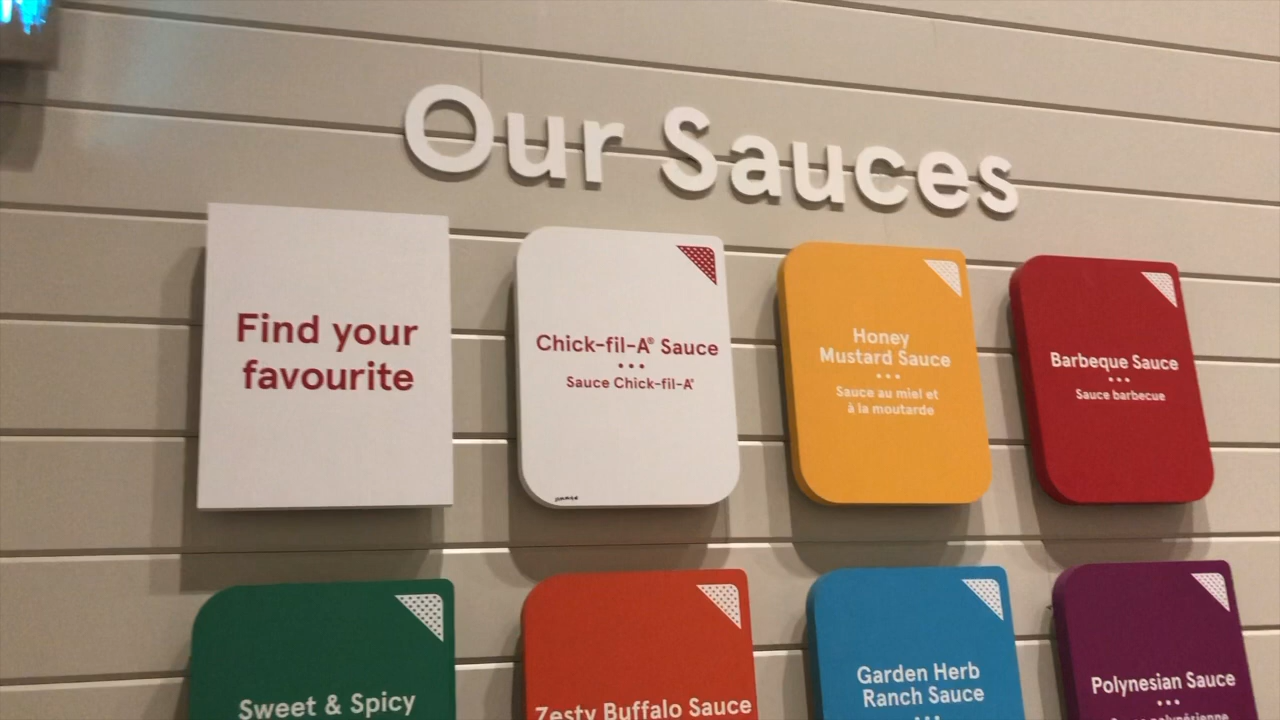 Our Sauces
Find your
favourite
Chick-fil-A® Sauce
Sauce Chick-fil-A®
Honey
Mustard Sauce
Sauce au miel et
à la moutarde
Barbeque Sauce
Sauce barbecue
Sweet & Spicy
Zesty Buffalo Sauce
Garden Herb
Ranch Sauce
Polynesian Sauce